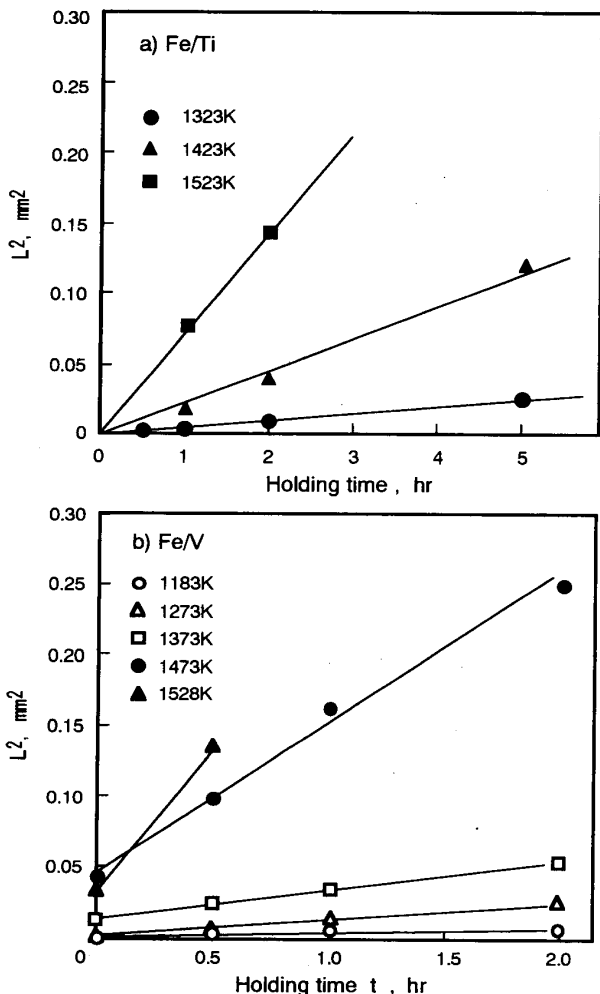 a) Fe/Ti
1323K
1423K
1523K
0.30
0.25
0.20
0.15
0.10
0.05
0
L², mm²
0 1 2 3 4 5
Holding time , hr
b) Fe/V
1183K
1273K
1373K
1473K
1528K
0.30
0.25
0.20
0.15
0.10
0.05
0
L², mm²
0 0.5 1.0 1.5 2.0
Holding time t , hr